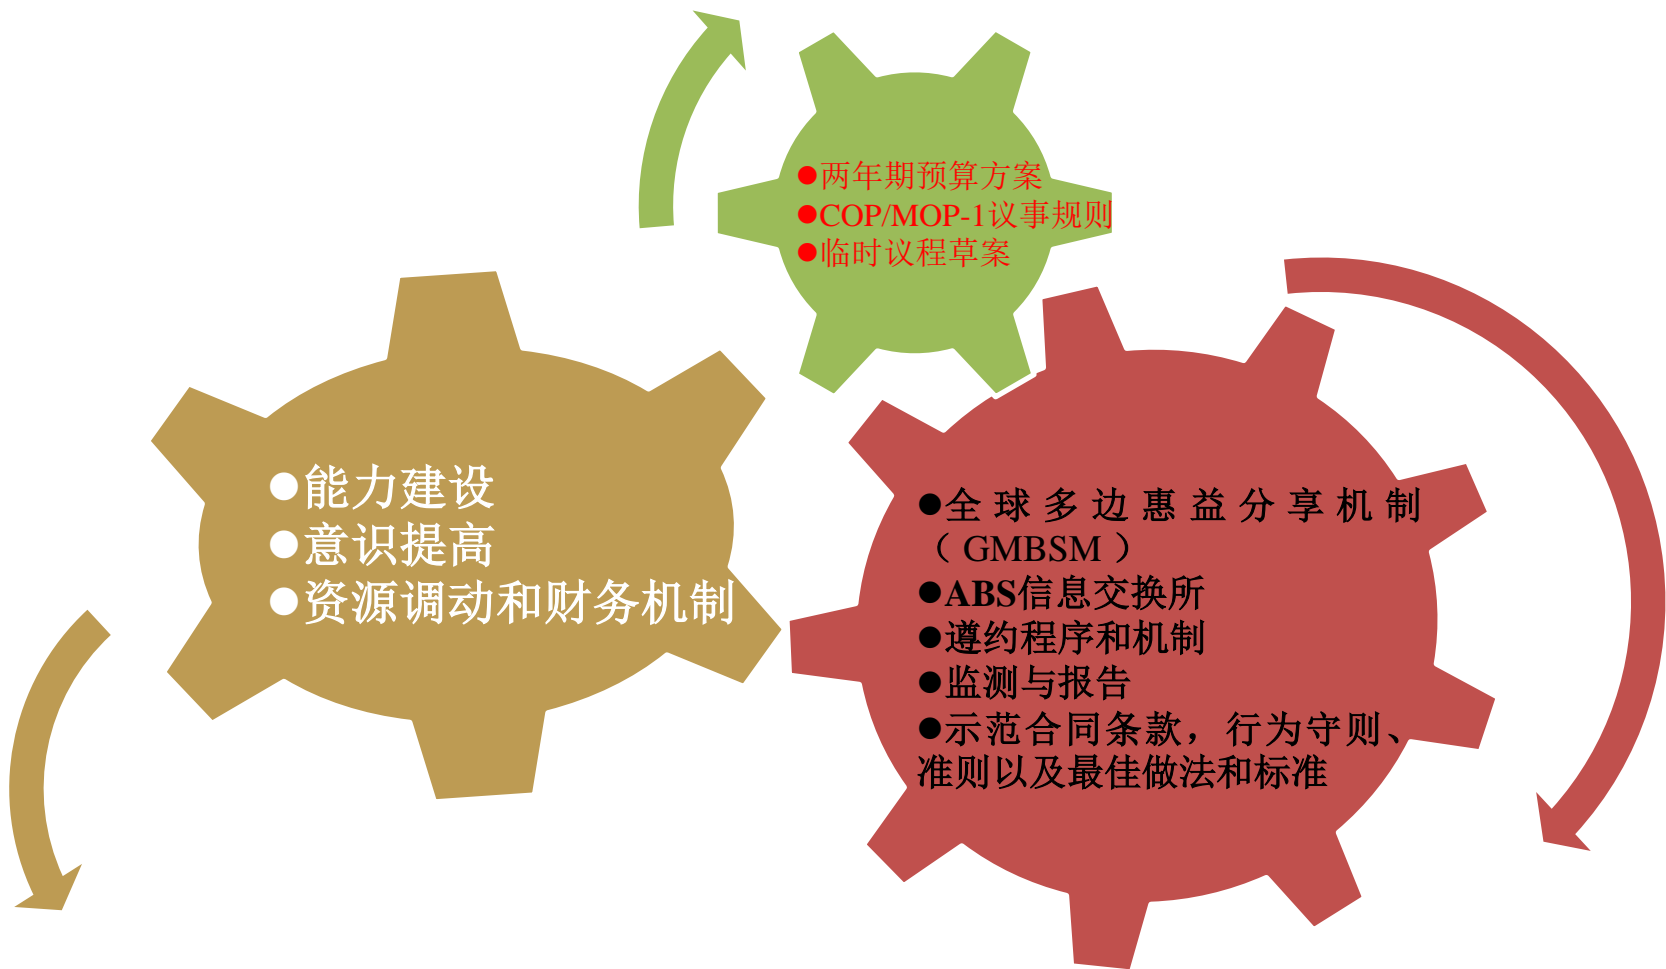 ●两年期预算方案
●COP/MOP-1议事规则
●临时议程草案
●能力建设
●意识提高
●资源调动和财务机制
●全球多边惠益分享机制
（GMBSM）
●ABS信息交换所
●遵约程序和机制
●监测与报告
●示范合同条款，行为守则、
准则以及最佳做法和标准